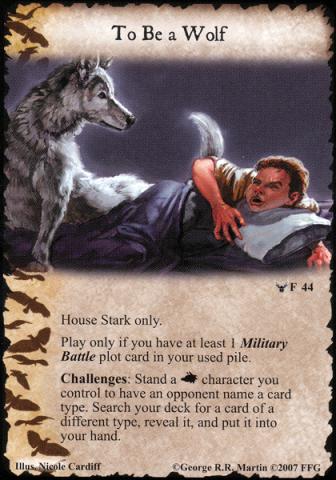 To Be a Wolf
F 44
House Stark only.
Play only if you have at least 1 Military
Battle plot card in your used pile.
Challenges: Stand a character you
control to have an opponent name a card
type. Search your deck for a card of a
different type, reveal it, and put it into
your hand.
Illus. Nicole Cardiff ©George R.R. Martin ©2007 FFG